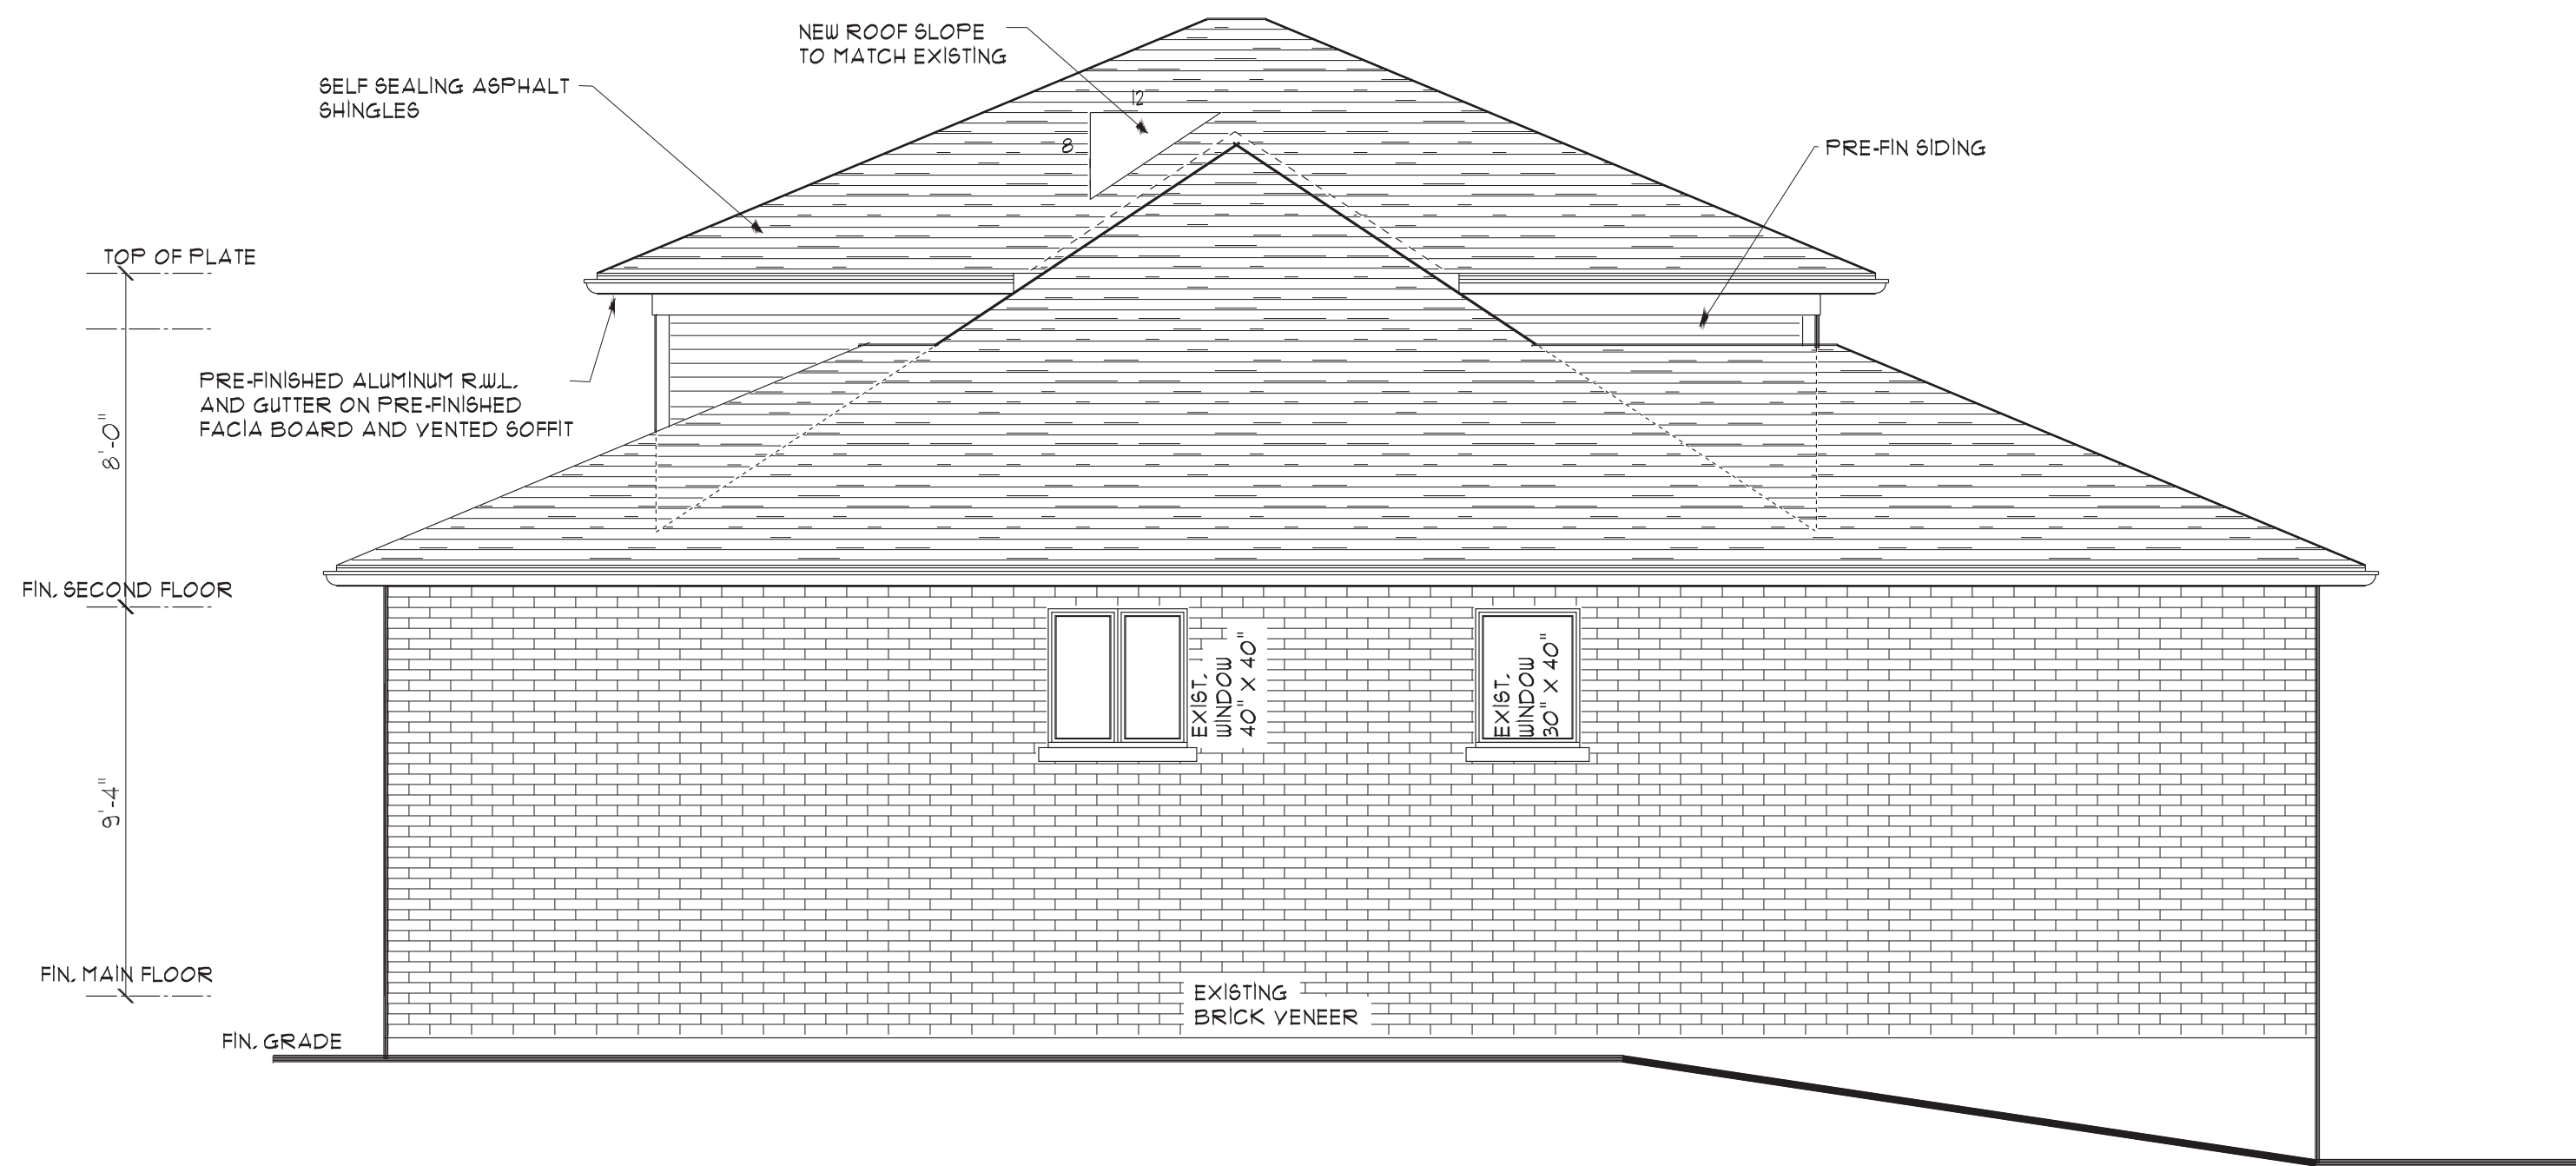 NEW ROOF SLOPE
TO MATCH EXISTING
SELF SEALING ASPHALT
SHINGLES
12
8
PRE-FIN SIDING
TOP OF PLATE
PRE-FINISHED ALUMINUM R.W.L.
AND GUTTER ON PRE-FINISHED
FACIA BOARD AND VENTED SOFFIT
8'-0"
FIN. SECOND FLOOR
EXIST.
WINDOW
40" X 40"
EXIST.
WINDOW
30" X 40"
9'-4"
FIN. MAIN FLOOR
EXISTING
BRICK VENEER
FIN. GRADE